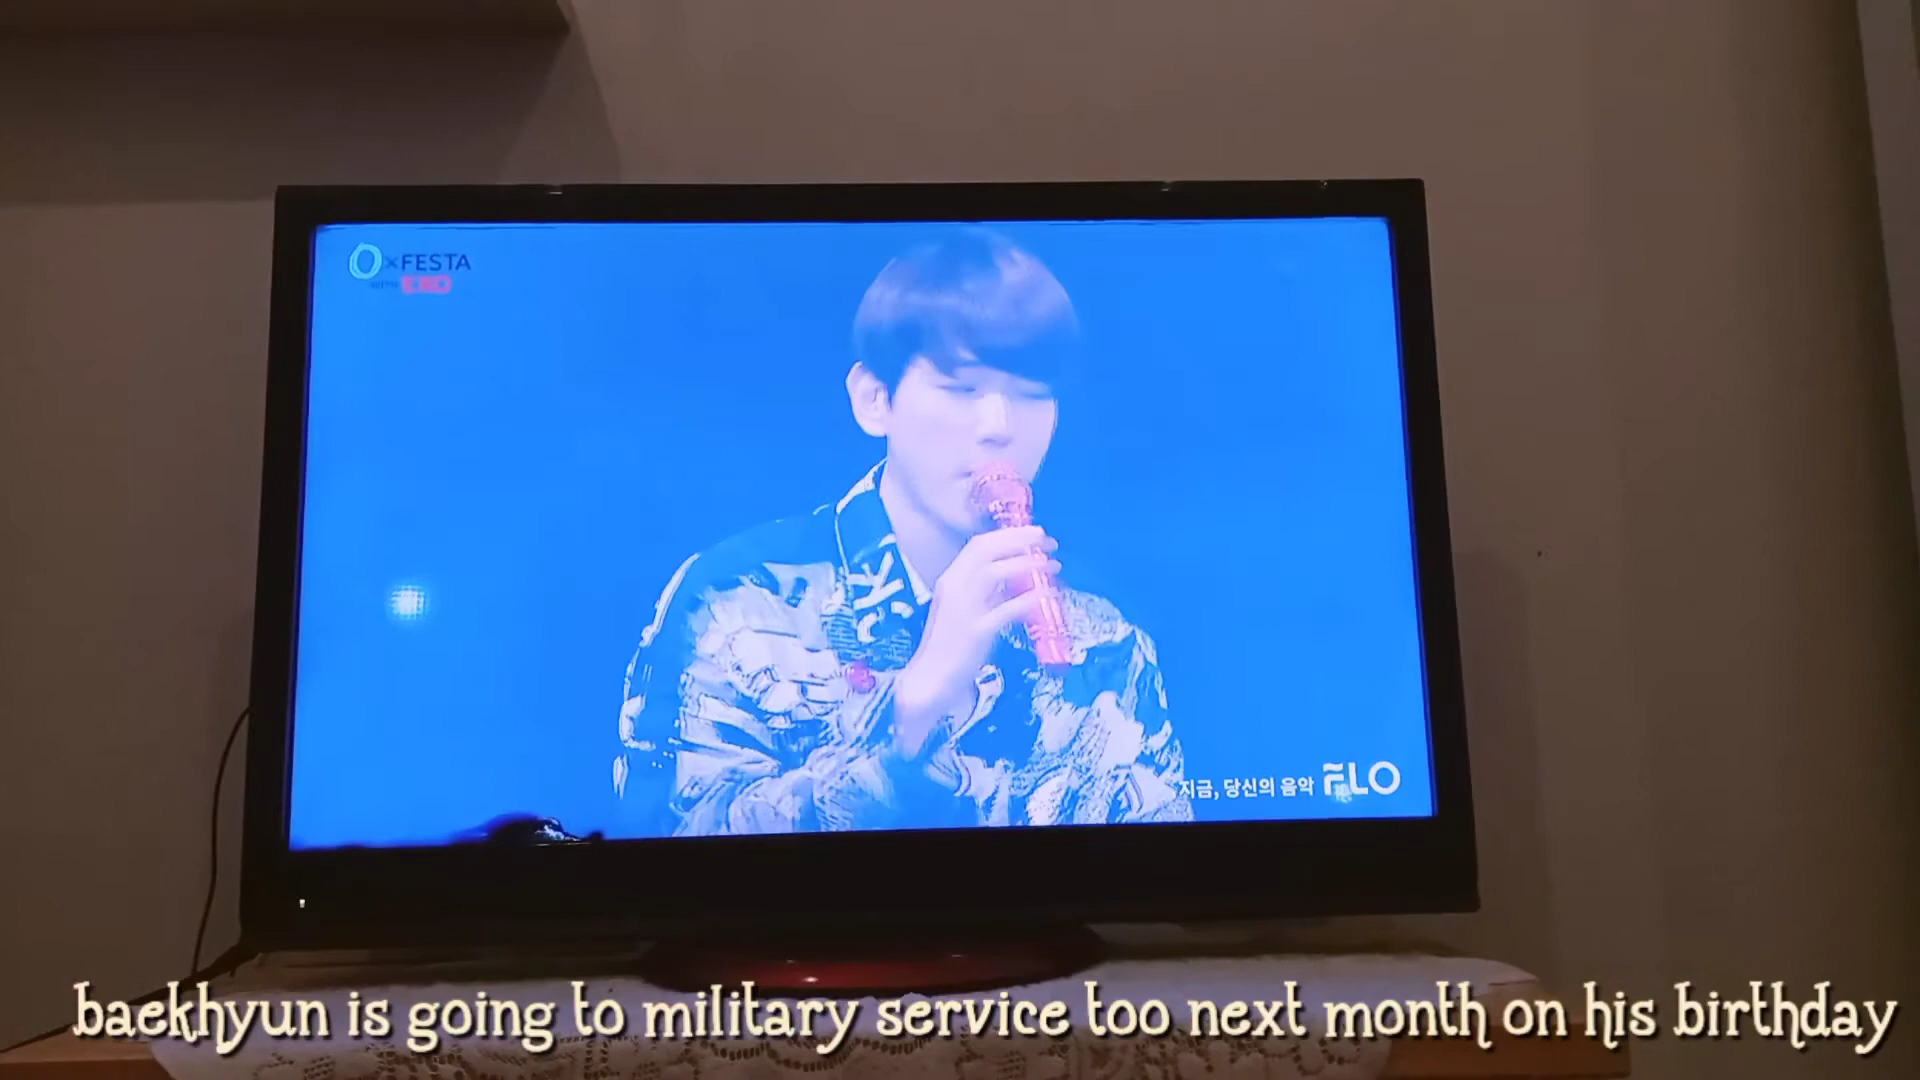 O×FESTA
WITH EXO
지금, 당신의 음악 FLO
baekhyun is going to military service too next month on his birthday